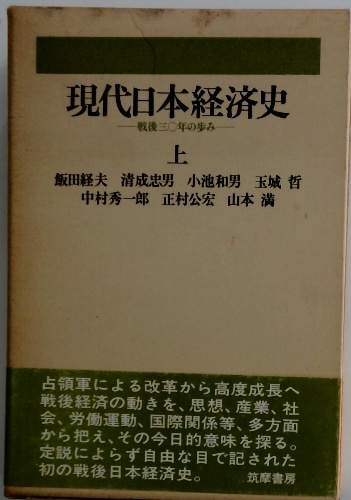 現代日本経済史
―戦後三〇年の歩み―
上
飯田経夫 清成忠男 小池和男 玉城 哲
中村秀一郎 正村公宏 山本 満
占領軍による改革から高度成長へ
戦後経済の動きを、思想、産業、社
会、労働運動、国際関係等、多方面
から把え、その今日的意味を探る。
定説によらず自由な目で記された
初の戦後日本経済史。 筑摩書房